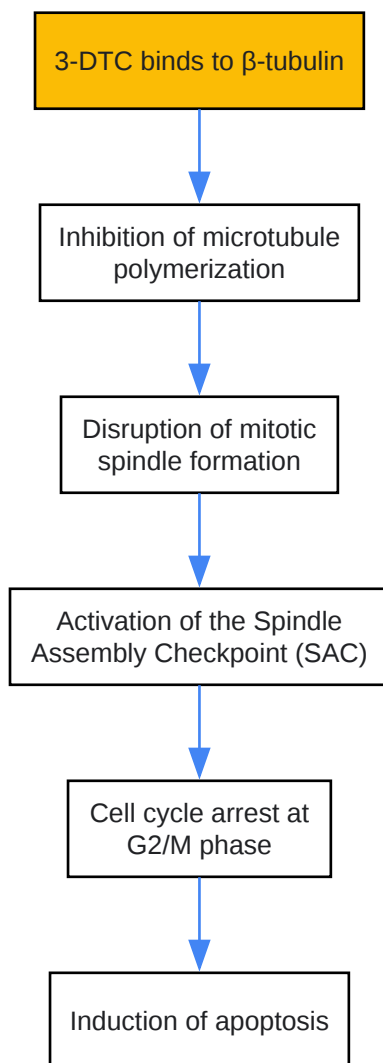 3-DTC binds to β-tubulin
Inhibition of microtubule
polymerization
Disruption of mitotic
spindle formation
Activation of the Spindle
Assembly Checkpoint (SAC)
Cell cycle arrest at
G2/M phase
Induction of apoptosis